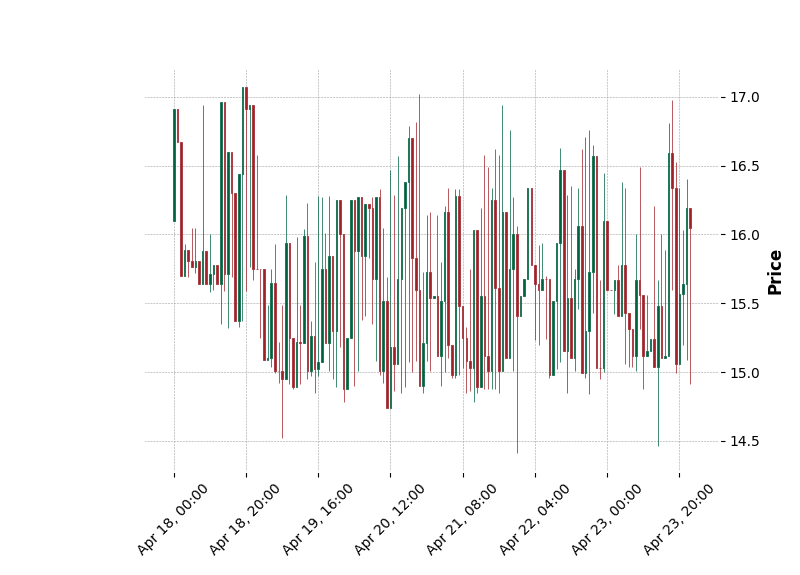 17.0
16.5
16.0
15.5
15.0
14.5
Price
Apr 18, 00:00
Apr 18, 20:00
Apr 19, 16:00
Apr 20, 12:00
Apr 21, 08:00
Apr 22, 04:00
Apr 23, 00:00
Apr 23, 20:00